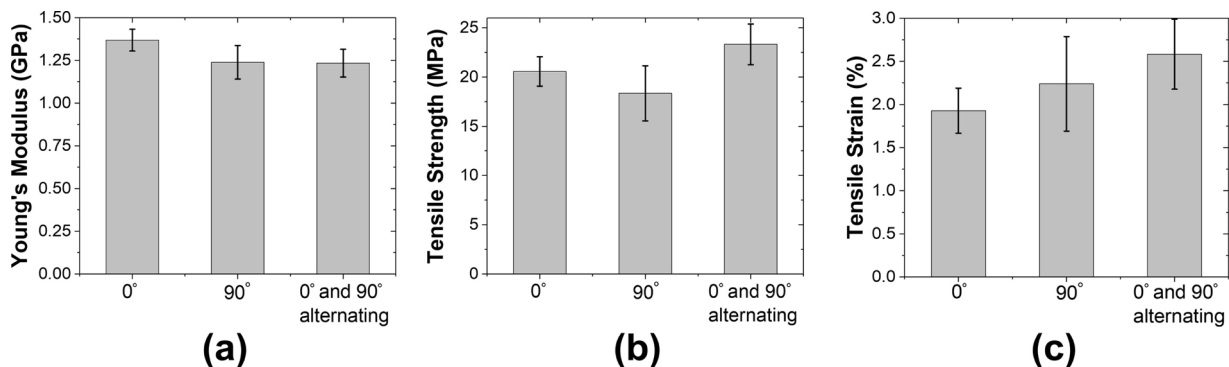 Young's Modulus (GPa)
1.50
1.25
1.00
0.75
0.50
0.25
0.00
0° 90° 0° and 90°
alternating
(a)
Tensile Strength (MPa)
25
20
15
10
5
0
0° 90° 0° and 90°
alternating
(b)
Tensile Strain (%)
3.0
2.5
2.0
1.5
1.0
0.5
0.0
0° 90° 0° and 90°
alternating
(c)